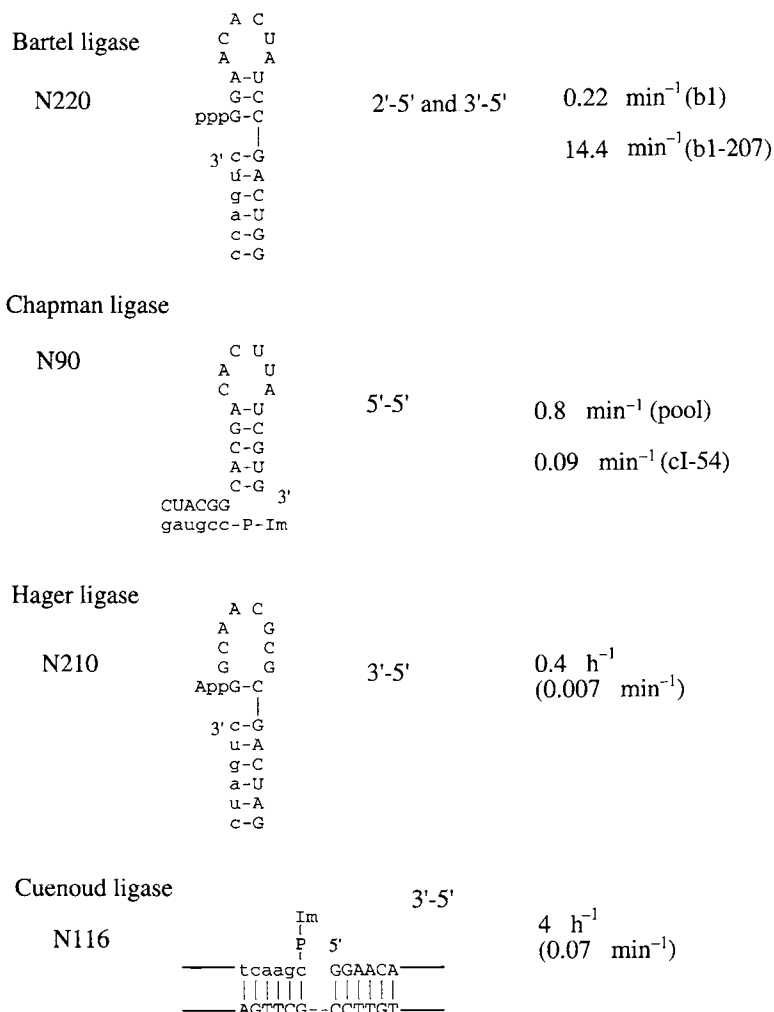 Bartel ligase
N220
A C
C U
A A
A-U
G-C
pppG-C
3' c-G
u-A
g-C
a-U
c-G
c-G
2'-5' and 3'-5'
0.22 min⁻¹ (b1)
14.4 min⁻¹ (b1-207)
Chapman ligase
N90
C U
A U
C A
A-U
G-C
C-G
A-U
C-G
3'
CUACGG
gaugcc-P-Im
5'-5'
0.8 min⁻¹ (pool)
0.09 min⁻¹ (cI-54)
Hager ligase
N210
A C
A G
C C
G G
AppG-C
3' c-G
u-A
g-C
a-U
u-A
c-G
3'-5'
0.4 h⁻¹
(0.007 min⁻¹)
Cuenoud ligase
N116
3'-5'
Im
P 5'
tcaagc GGAACA
AGTTCG--CCTTGT
4 h⁻¹
(0.07 min⁻¹)